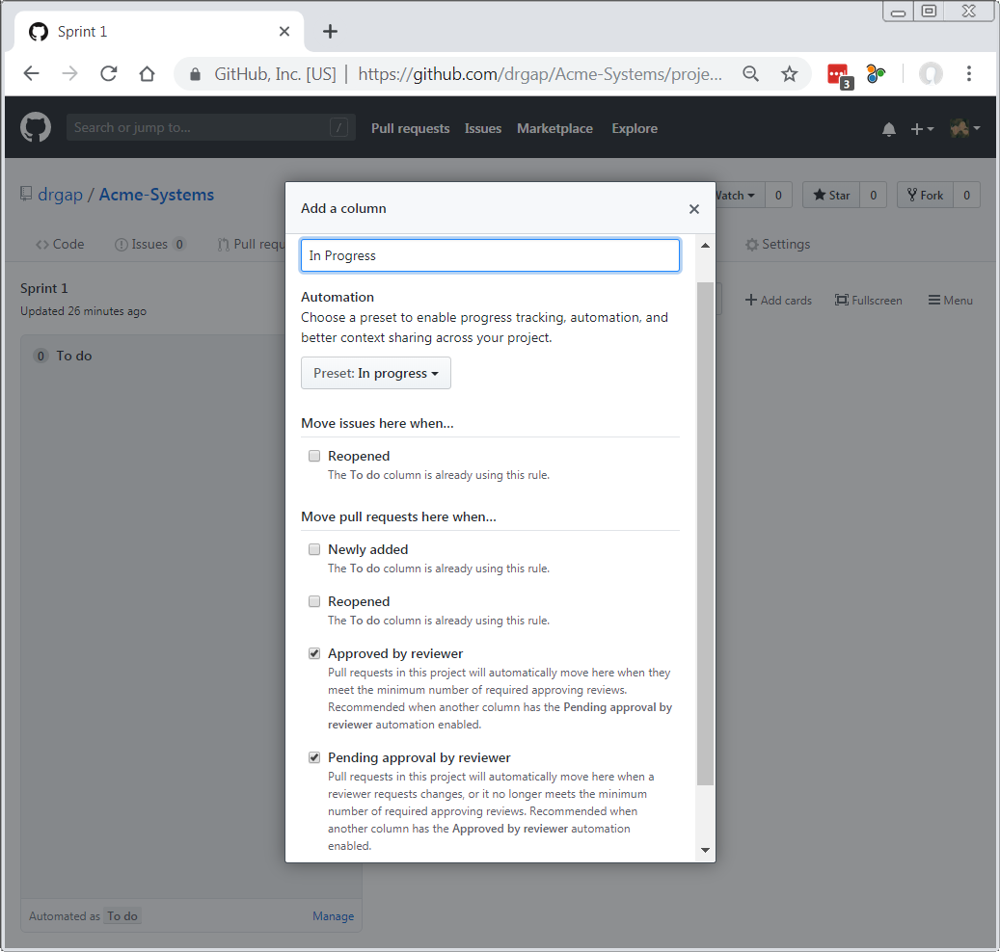 Sprint 1
GitHub, Inc. [US] | https://github.com/drgap/Acme-Systems/proje...
3
Search or jump to... /
Pull requests Issues Marketplace Explore
drgap / Acme-Systems
Watch 0 Star 0 Fork 0
Code Issues 0 Pull requ Settings
Sprint 1
Updated 26 minutes ago
Add cards Fullscreen Menu
0 To do
Add a column
In Progress
Automation
Choose a preset to enable progress tracking, automation, and
better context sharing across your project.
Preset: In progress
Move issues here when...
Reopened
The To do column is already using this rule.
Move pull requests here when...
Newly added
The To do column is already using this rule.
Reopened
The To do column is already using this rule.
Approved by reviewer
Pull requests in this project will automatically move here when they
meet the minimum number of required approving reviews.
Recommended when another column has the Pending approval by
reviewer automation enabled.
Pending approval by reviewer
Pull requests in this project will automatically move here when a
reviewer requests changes, or it no longer meets the minimum
number of required approving reviews. Recommended when
another column has the Approved by reviewer automation
enabled.
Automated as To do Manage